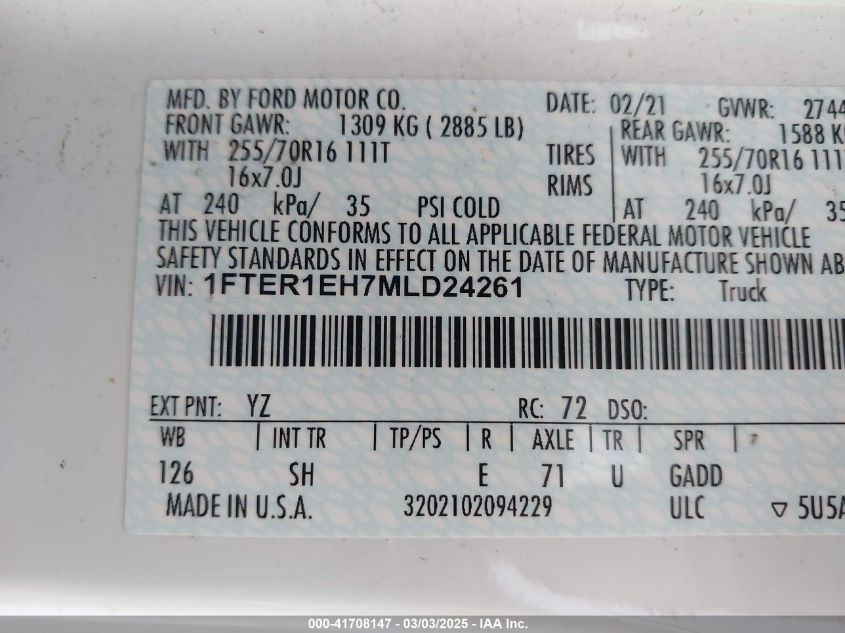 MFD. BY FORD MOTOR CO. DATE: 02/21 GVWR: 2744
FRONT GAWR: 1309 KG ( 2885 LB) REAR GAWR: 1588 K
WITH 255/70R16 111T TIRES WITH 255/70R16 111T
16x7.0J RIMS 16x7.0J
AT 240 kPa/ 35 PSI COLD AT 240 kPa/ 35
THIS VEHICLE CONFORMS TO ALL APPLICABLE FEDERAL MOTOR VEHICLE
SAFETY STANDARDS IN EFFECT ON THE DATE OF MANUFACTURE SHOWN AB
VIN: 1FTER1EH7MLD24261 TYPE: Truck
EXT PNT: YZ RC: 72 DSO:
WB INT TR TP/PS R AXLE TR SPR
126 SH E 71 U GADD
MADE IN U.S.A. 3202102094229 ULC ▽ 5U5A
000-41708147 — 03/03/2025 — IAA Inc.